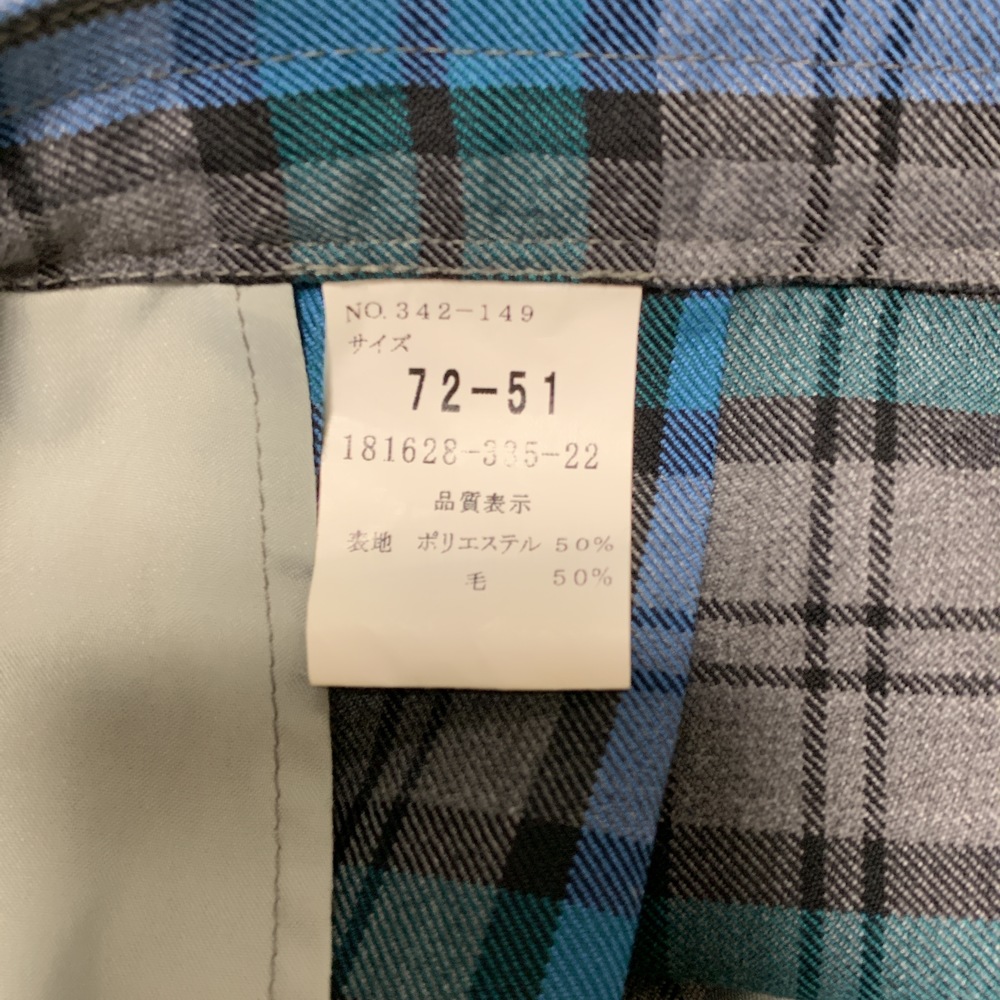 NO. 342-149
サイズ
72-51
181628-335-22
品質表示
表地 ポリエステル 50%
毛 50%